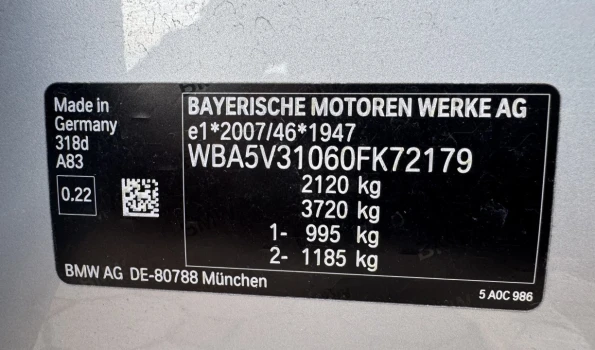 Made in
Germany
318d
A83
0.22
BAYERISCHE MOTOREN WERKE AG
e1*2007/46*1947
WBA5V31060FK72179
2120 kg
3720 kg
1- 995 kg
2- 1185 kg
BMW AG DE-80788 München
5 A0C 986